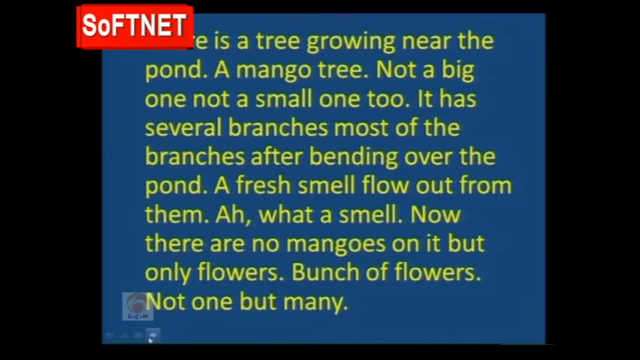 SoFTNET
re is a tree growing near the
pond. A mango tree. Not a big
one not a small one too. It has
several branches most of the
branches after bending over the
pond. A fresh smell flow out from
them. Ah, what a smell. Now
there are no mangoes on it but
only flowers. Bunch of flowers.
Not one but many.